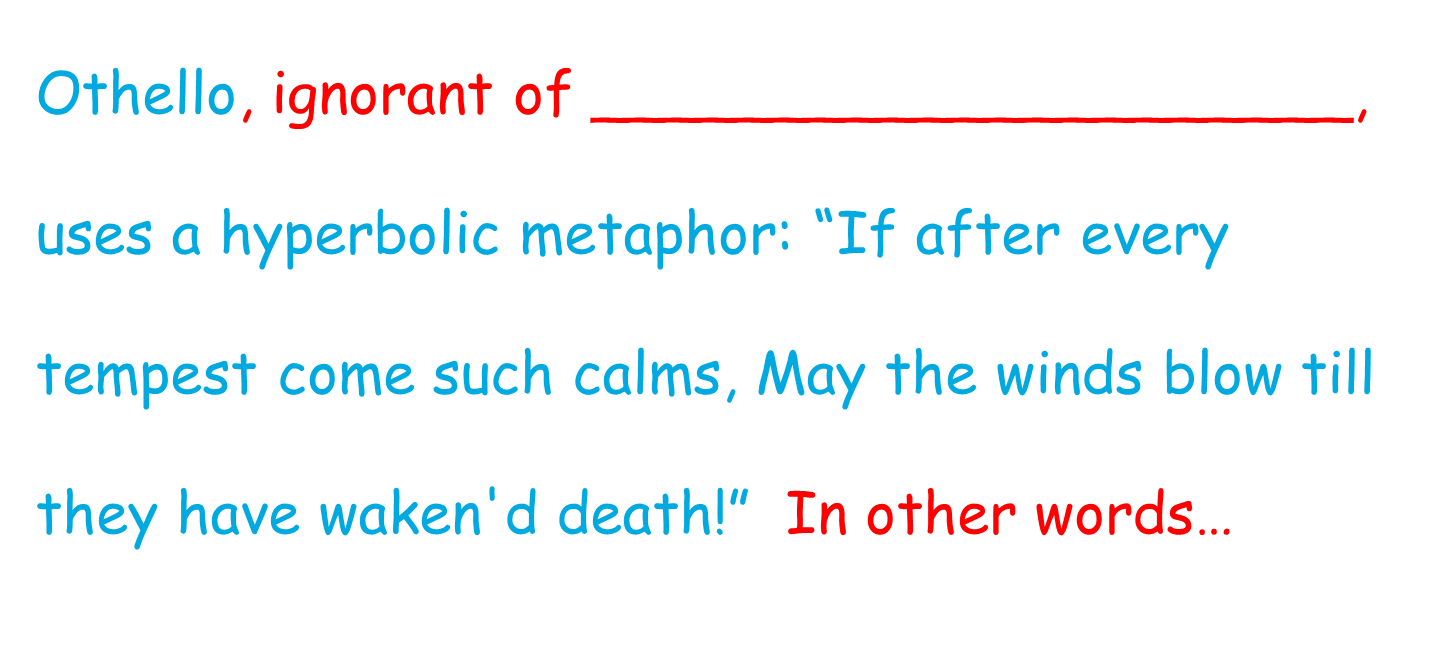 Othello, ignorant of ______________________,
uses a hyperbolic metaphor: “If after every
tempest come such calms, May the winds blow till
they have waken'd death!” In other words…